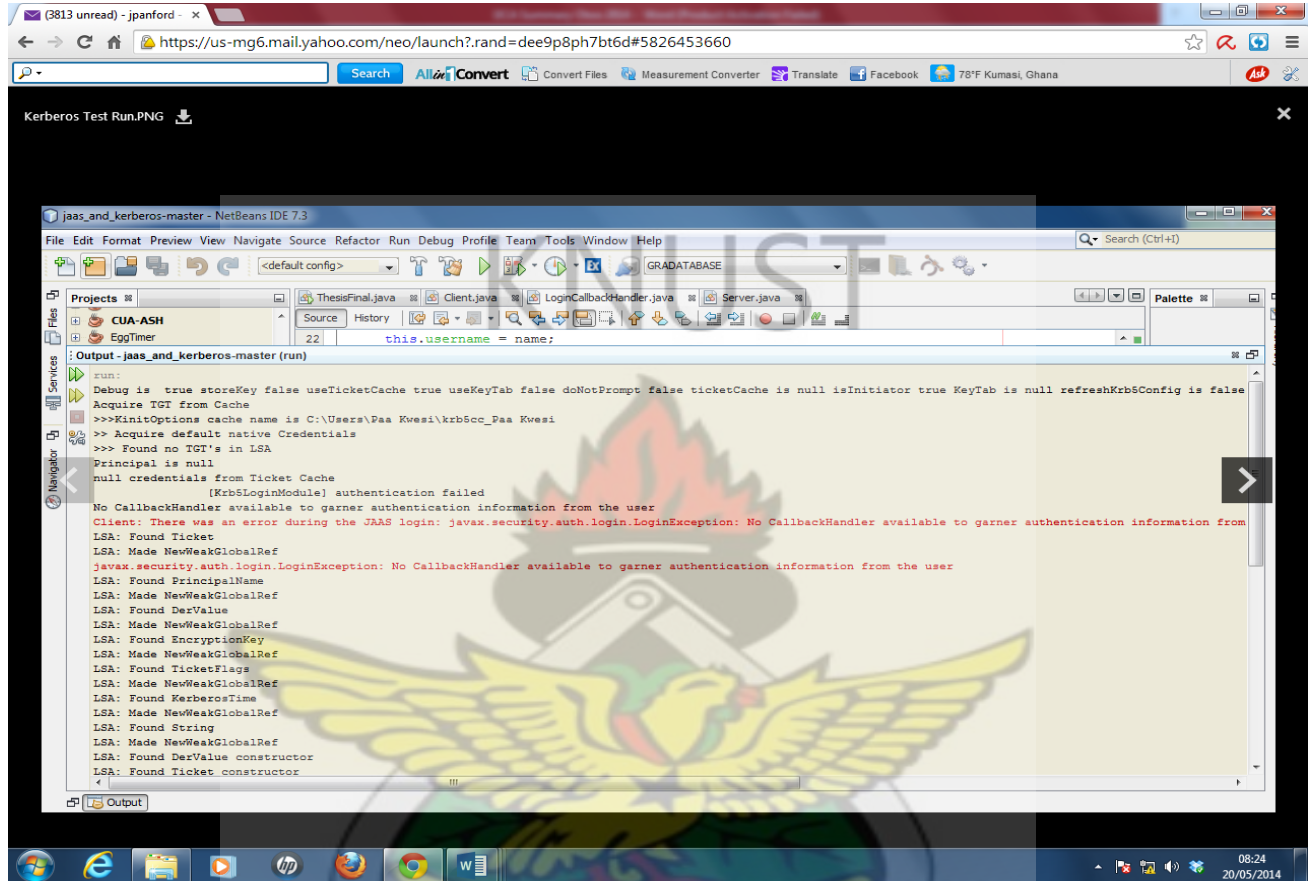 (3813 unread) - jpanford -
https://us-mg6.mail.yahoo.com/neo/launch?.rand=dee9p8ph7bt6d#5826453660
Search All in 1 Convert Convert Files Measurement Converter Translate Facebook 78°F Kumasi, Ghana Ask
Kerberos Test Run.PNG
jaas_and_kerberos-master - NetBeans IDE 7.3
File Edit Format Preview View Navigate Source Refactor Run Debug Profile Team Tools Window Help Search (Ctrl+I)
<default config> GRADATABASE
KNUST
Projects ThesisFinal.java Client.java LoginCallbackHandler.java Server.java Palette
Files
CUA-ASH Source History
EggTimer 22 this.username = name;
Services
Navigator
Output - jaas_and_kerberos-master (run)
run:
Debug is true storeKey false useTicketCache true useKeyTab false doNotPrompt false ticketCache is null isInitiator true KeyTab is null refreshKrb5Config is false
Acquire TGT from Cache
>>>KinitOptions cache name is C:\Users\Paa Kwesi\krb5cc_Paa Kwesi
>> Acquire default native Credentials
>>> Found no TGT's in LSA
Principal is null
null credentials from Ticket Cache
[Krb5LoginModule] authentication failed
No CallbackHandler available to garner authentication information from the user
Client: There was an error during the JAAS login: javax.security.auth.login.LoginException: No CallbackHandler available to garner authentication information from
LSA: Found Ticket
LSA: Made NewWeakGlobalRef
javax.security.auth.login.LoginException: No CallbackHandler available to garner authentication information from the user
LSA: Found PrincipalName
LSA: Made NewWeakGlobalRef
LSA: Found DerValue
LSA: Made NewWeakGlobalRef
LSA: Found EncryptionKey
LSA: Made NewWeakGlobalRef
LSA: Found TicketFlags
LSA: Made NewWeakGlobalRef
LSA: Found KerberosTime
LSA: Made NewWeakGlobalRef
LSA: Found String
LSA: Made NewWeakGlobalRef
LSA: Found DerValue constructor
LSA: Found Ticket constructor
Output
08:24
20/05/2014